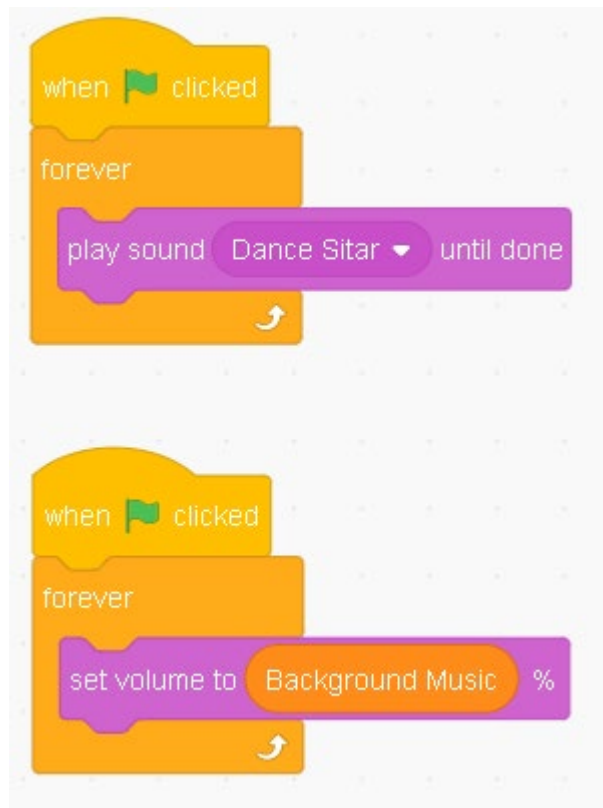 when clicked
forever
play sound Dance Sitar until done
when clicked
forever
set volume to Background Music %